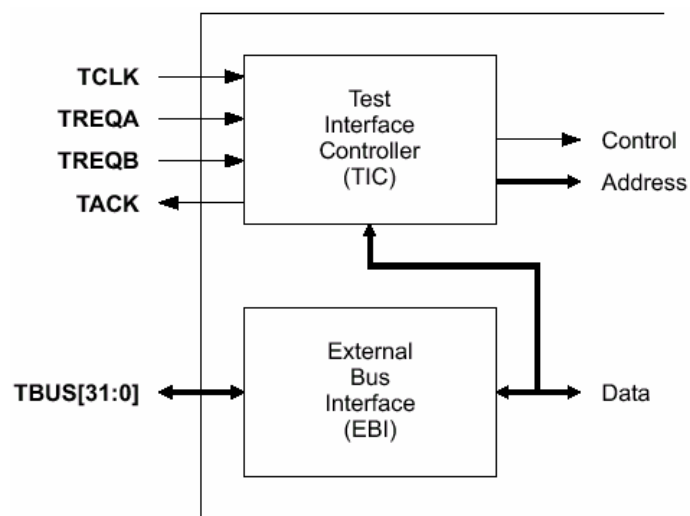 TCLK
TREQA
TREQB
TACK
Test
Interface
Controller
(TIC)
Control
Address
TBUS[31:0]
External
Bus
Interface
(EBI)
Data